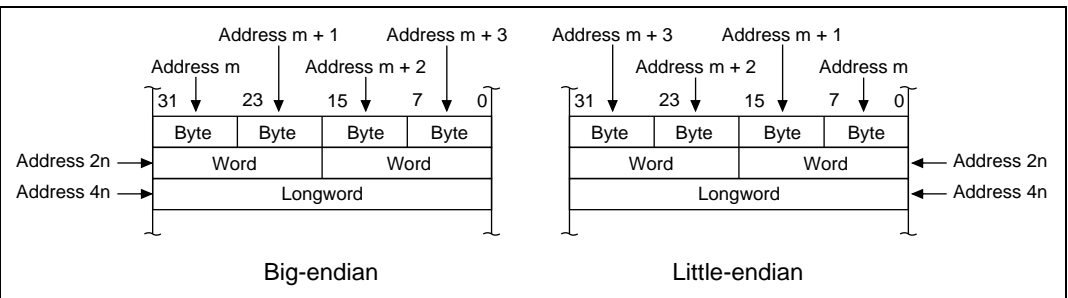 Address m + 1 Address m + 3 Address m + 3 Address m + 1
Address m Address m + 2 Address m + 2 Address m
31 23 15 7 0 31 23 15 7 0
Byte Byte Byte Byte Byte Byte Byte Byte
Address 2n Word Word Word Word Address 2n
Address 4n Longword Longword Address 4n
Big-endian Little-endian